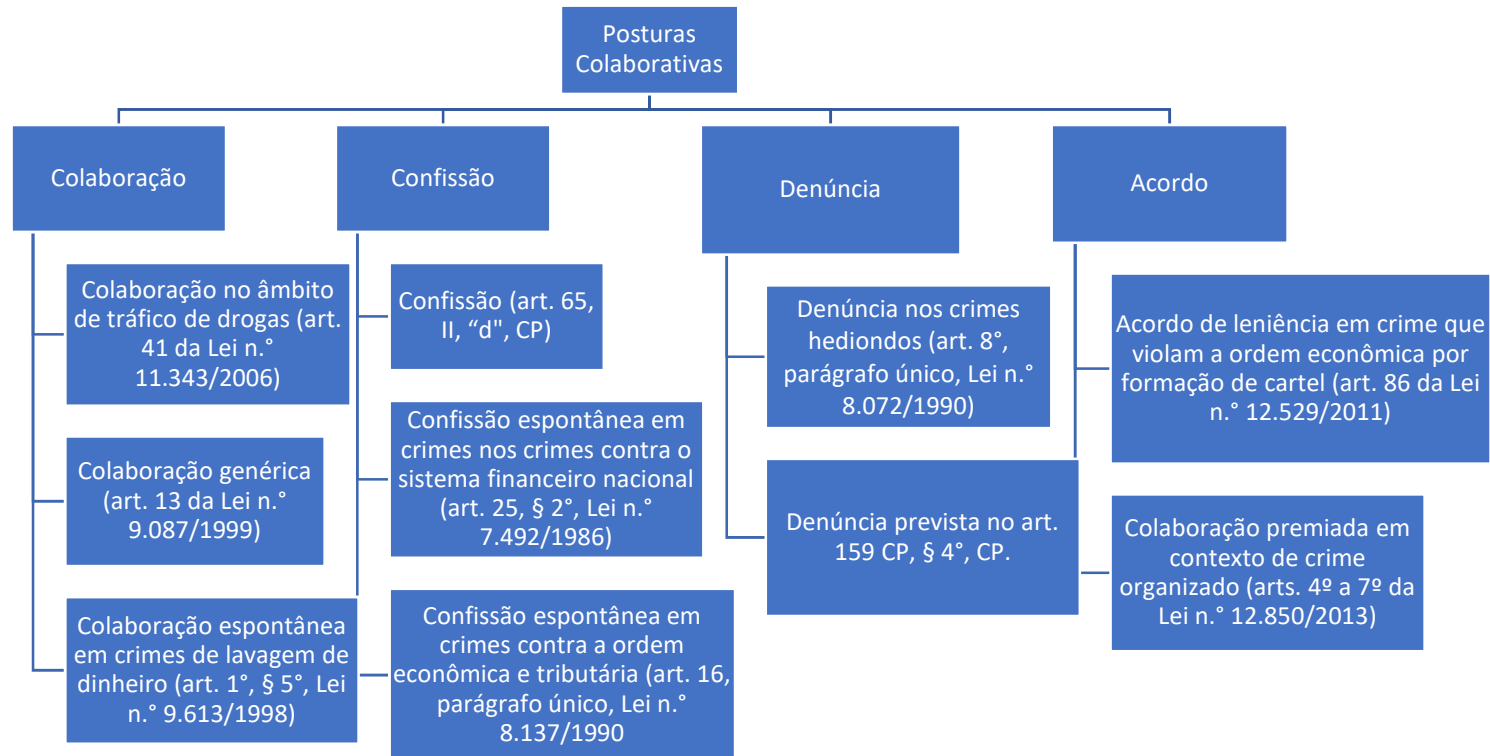 Posturas
Colaborativas
Colaboração
Colaboração no âmbito
de tráfico de drogas (art.
41 da Lei n.°
11.343/2006)
Colaboração genérica
(art. 13 da Lei n.°
9.087/1999)
Colaboração espontânea
em crimes de lavagem de
dinheiro (art. 1°, § 5°, Lei
n.° 9.613/1998)
Confissão
Confissão (art. 65,
II, “d", CP)
Confissão espontânea em
crimes nos crimes contra o
sistema financeiro nacional
(art. 25, § 2°, Lei n.°
7.492/1986)
Confissão espontânea em
crimes contra a ordem
econômica e tributária (art. 16,
parágrafo único, Lei n.°
8.137/1990
Denúncia
Denúncia nos crimes
hediondos (art. 8°,
parágrafo único, Lei n.°
8.072/1990)
Denúncia prevista no art.
159 CP, § 4°, CP.
Acordo
Acordo de leniência em crime que
violam a ordem econômica por
formação de cartel (art. 86 da Lei
n.° 12.529/2011)
Colaboração premiada em
contexto de crime
organizado (arts. 4º a 7º da
Lei n.° 12.850/2013)